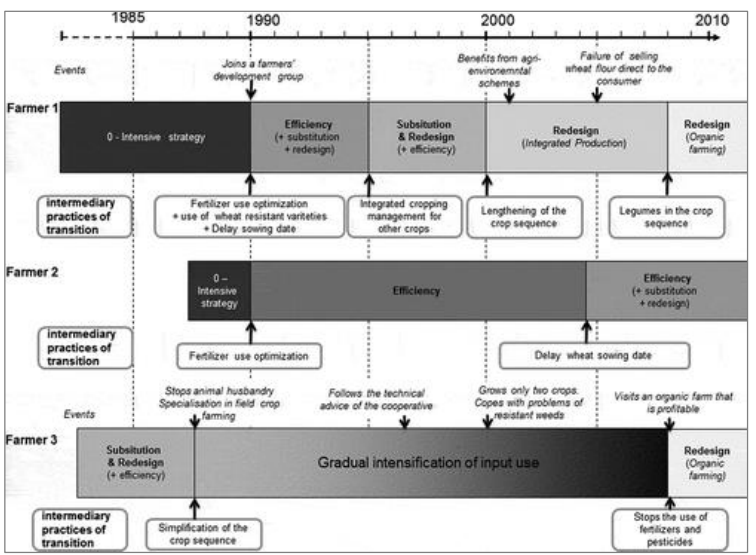 1985 1990 2000 2010
Events
Joins a farmers'
development group
Benefits from agri-
environemntal
schemes
Failure of selling
wheat flour direct to the
consumer
Farmer 1
0 - Intensive strategy
Efficiency
(+ substitution
+ redesign)
Subsitution
& Redesign
(+ efficiency)
Redesign
(Integrated Production)
Redesign
(Organic
farming)
intermediary
practices of
transition
Fertilizer use optimization
+ use of wheat resistant variteties
+ Delay sowing date
Integrated cropping
management for
other crops
Lengthening of the
crop sequence
Legumes in the crop
sequence
Farmer 2
0 –
Intensive
strategy
Efficiency
Efficiency
(+ substitution
+ redesign)
intermediary
practices of
transition
Fertilizer use optimization
Delay wheat sowing date
Events
Stops animal husbandry
Specialisation in field crop
farming
Follows the technical
advice of the cooperative
Grows only two crops.
Copes with problems of
resistant weeds
Visits an organic farm that
is profitable
Farmer 3
Subsitution
& Redesign
(+ efficiency)
Gradual intensification of input use
Redesign
(Organic
farming)
intermediary
practices of
transition
Simplification of the
crop sequence
Stops the use of
fertilizers and
pesticides